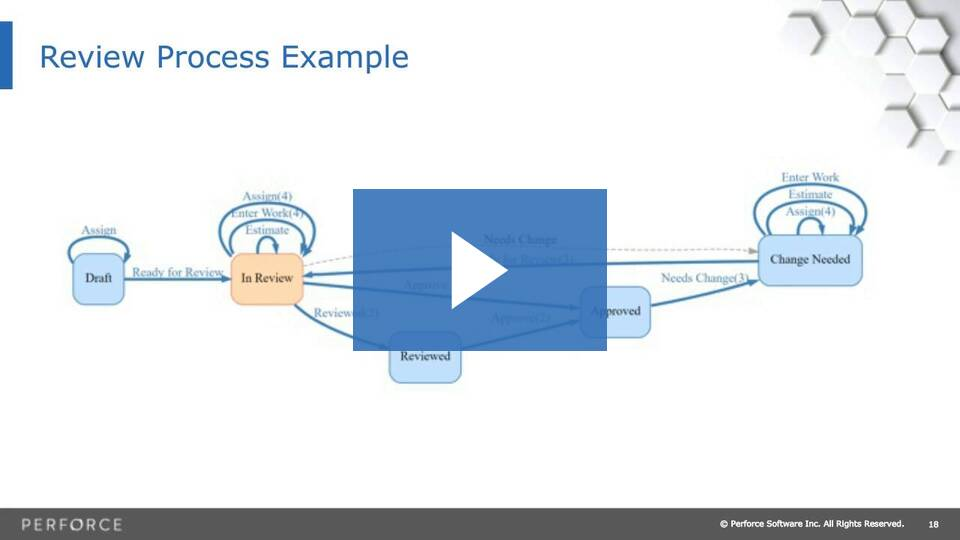 Review Process Example
Assign
Draft
Ready for Review
Assign(4)
Enter Work(4)
Estimate
In Review
Reviewed(2)
Reviewed
Needs Change
Approve
Approve(2)
Approved
Needs Change(3)
Enter Work
Estimate
Assign(4)
Change Needed
PERFORCE
© Perforce Software Inc. All Rights Reserved.
18